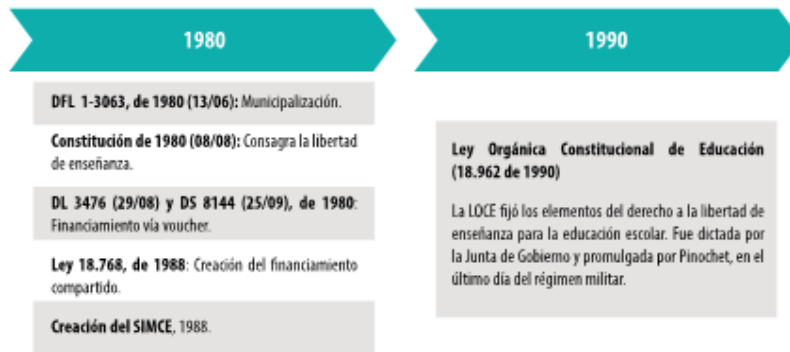 1980
DFL 1-3063, de 1980 (13/06): Municipalización.
Constitución de 1980 (08/08): Consagra la libertad
de enseñanza.
DL 3476 (29/08) y DS 8144 (25/09), de 1980:
Financiamiento vía voucher.
Ley 18.768, de 1988: Creación del financiamiento
compartido.
Creación del SIMCE, 1988.
1990
Ley Orgánica Constitucional de Educación
(18.962 de 1990)
La LOCE fijó los elementos del derecho a la libertad de
enseñanza para la educación escolar. Fue dictada por
la Junta de Gobierno y promulgada por Pinochet, en el
último día del régimen militar.